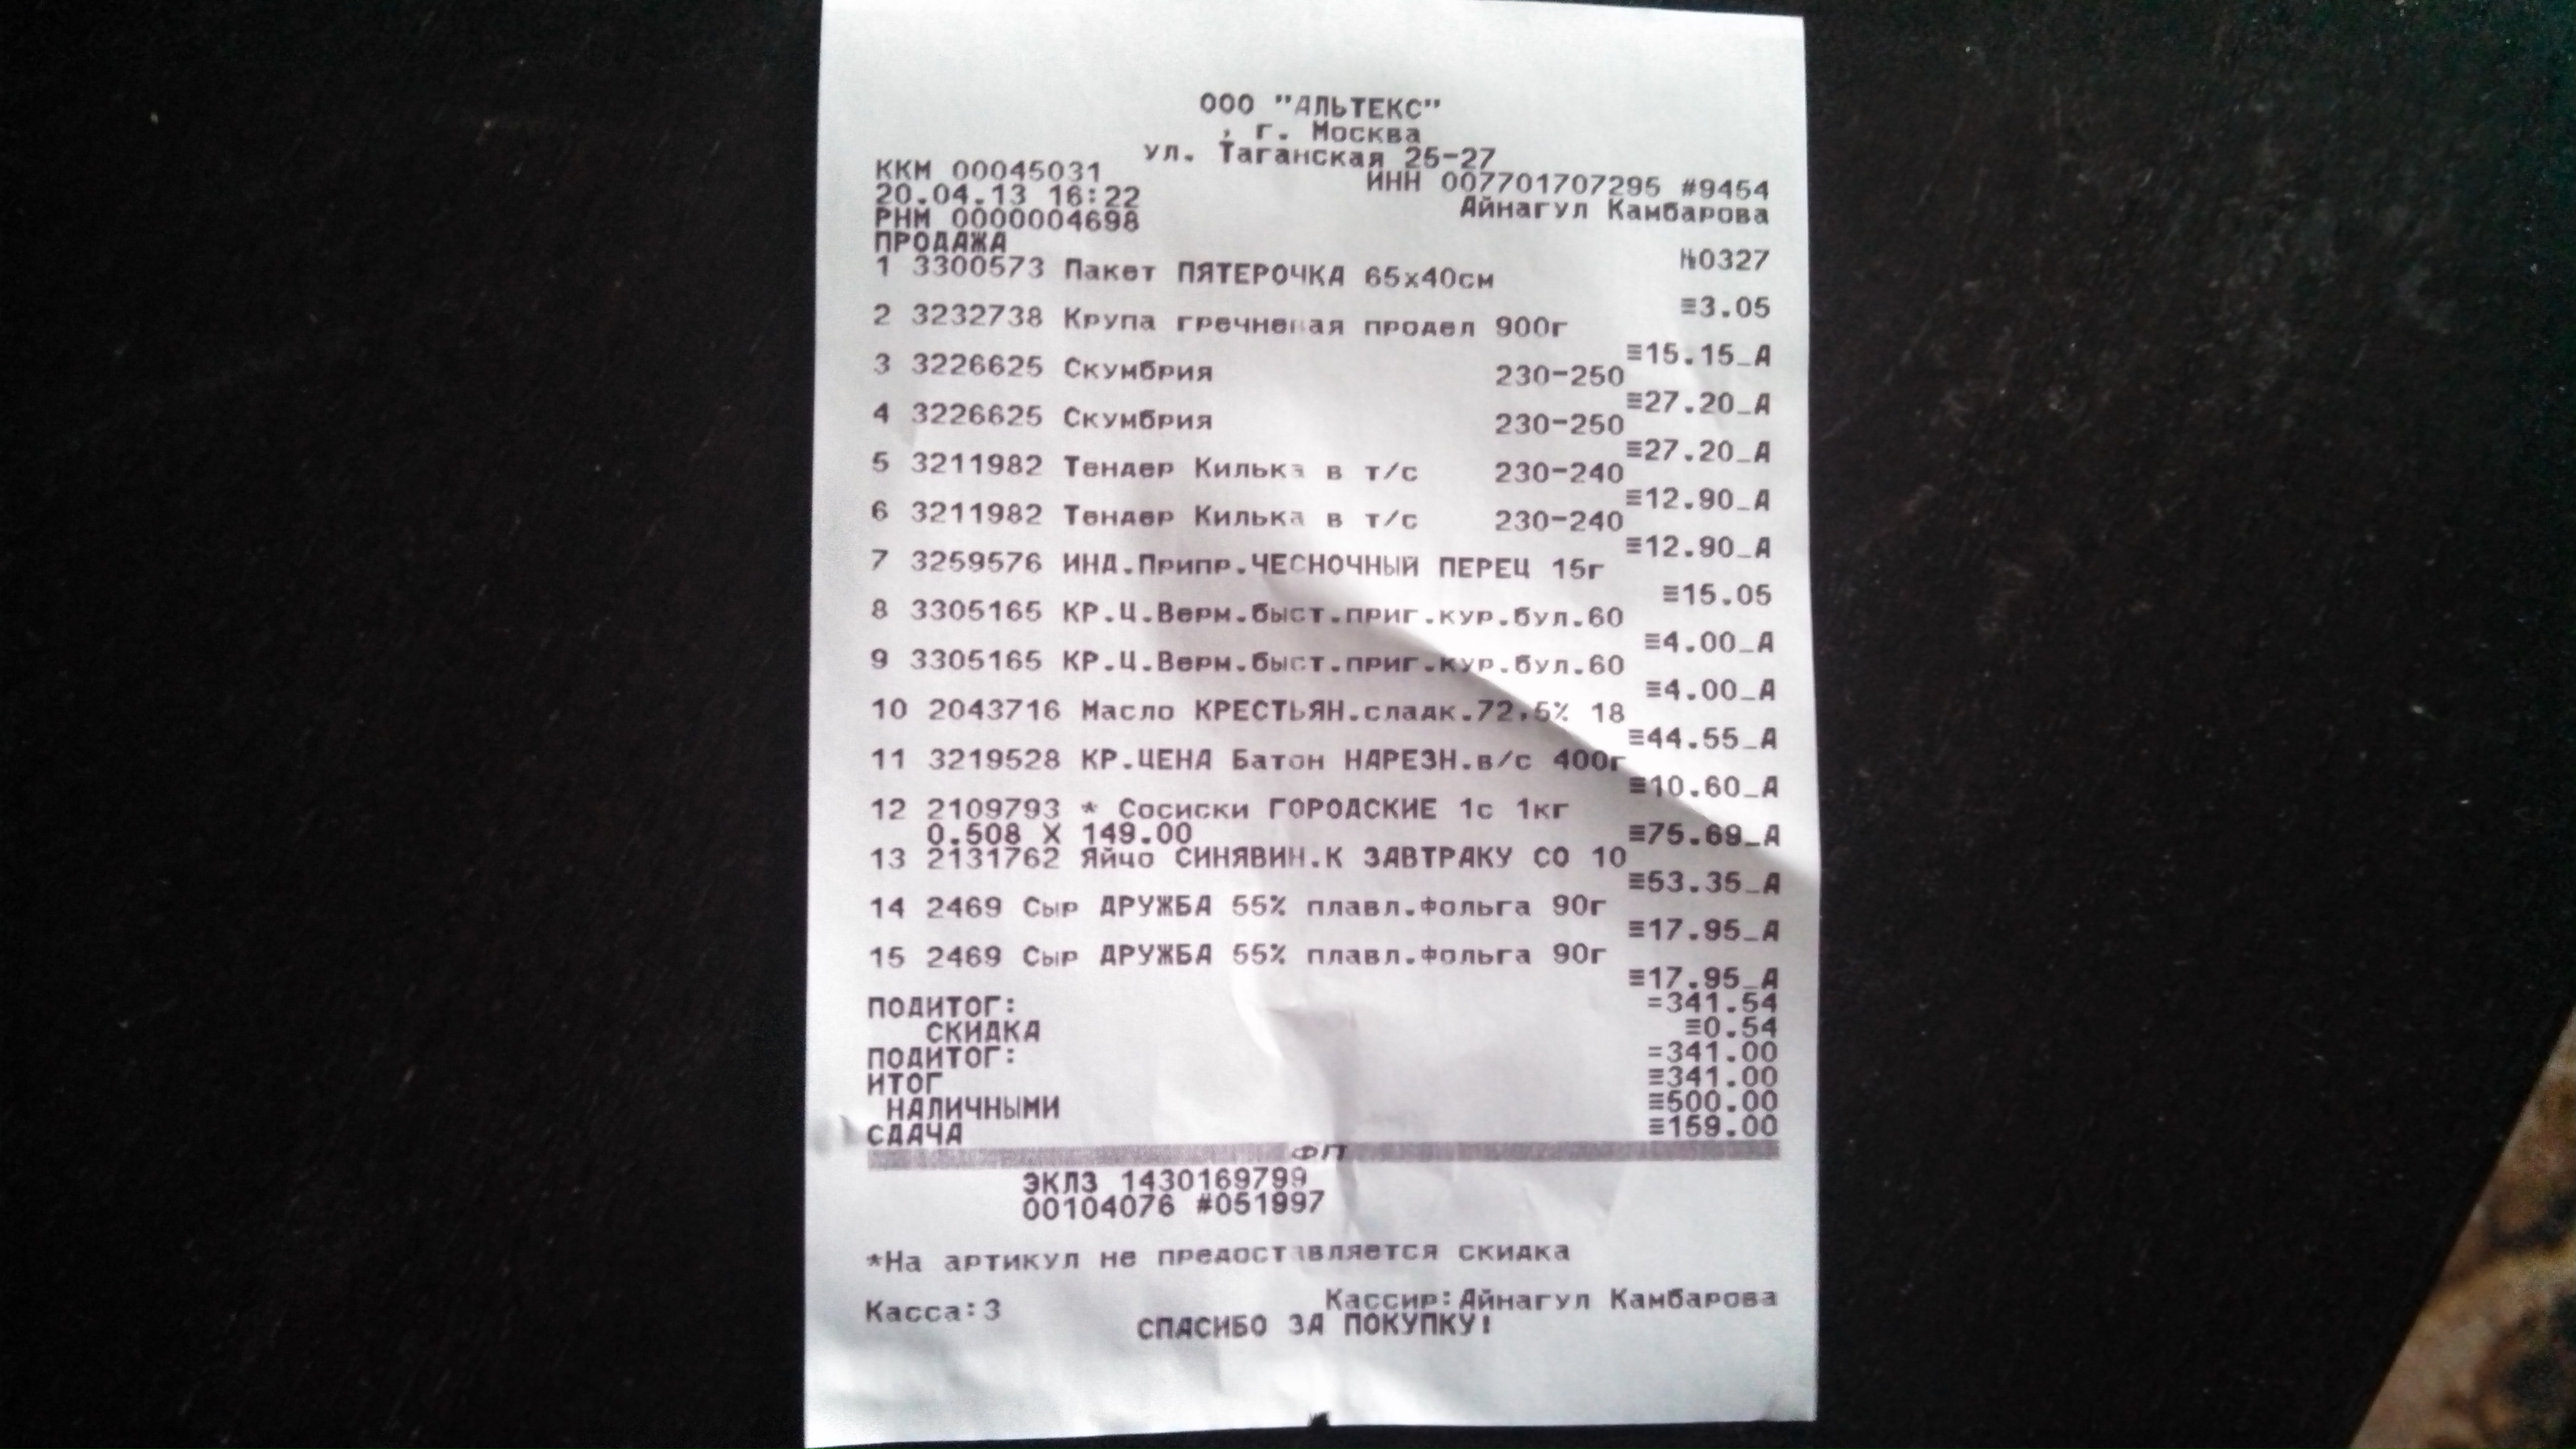 ООО "АЛЬТЕКС"
, г. Москва
ул. Таганская 25-27
ККМ 00045031 ИНН 007701707295 #9454
20.04.13 16:22 Айнагул Камбарова
РНМ 0000004698
ПРОДАЖА №0327
1 3300573 Пакет ПЯТЕРОЧКА 65х40см
≡3.05
2 3232738 Крупа гречневая продел 900г
≡15.15_А
3 3226625 Скумбрия 230-250
≡27.20_А
4 3226625 Скумбрия 230-250
≡27.20_А
5 3211982 Тендер Килька в т/с 230-240
≡12.90_А
6 3211982 Тендер Килька в т/с 230-240
≡12.90_А
7 3259576 ИНД.Припр.ЧЕСНОЧНЫЙ ПЕРЕЦ 15г
≡15.05
8 3305165 КР.Ц.Верм.быст.приг.кур.бул.60
≡4.00_А
9 3305165 КР.Ц.Верм.быст.приг.кур.бул.60
≡4.00_А
10 2043716 Масло КРЕСТЬЯН.сладк.72,5% 18
≡44.55_А
11 3219528 КР.ЦЕНА Батон НАРЕЗН.в/с 400г
≡10.60_А
12 2109793 * Сосиски ГОРОДСКИЕ 1с 1кг
0.508 X 149.00 ≡75.69_А
13 2131762 Яйцо СИНЯВИН.К ЗАВТРАКУ СО 10
≡53.35_А
14 2469 Сыр ДРУЖБА 55% плавл.фольга 90г
≡17.95_А
15 2469 Сыр ДРУЖБА 55% плавл.фольга 90г
≡17.95_А
ПОДИТОГ: =341.54
СКИДКА ≡0.54
ПОДИТОГ: =341.00
ИТОГ ≡341.00
НАЛИЧНЫМИ ≡500.00
СДАЧА ≡159.00
ФП
ЭКЛЗ 1430169799
00104076 #051997
*На артикул не предоставляется скидка
Касса:3 Кассир:Айнагул Камбарова
СПАСИБО ЗА ПОКУПКУ!